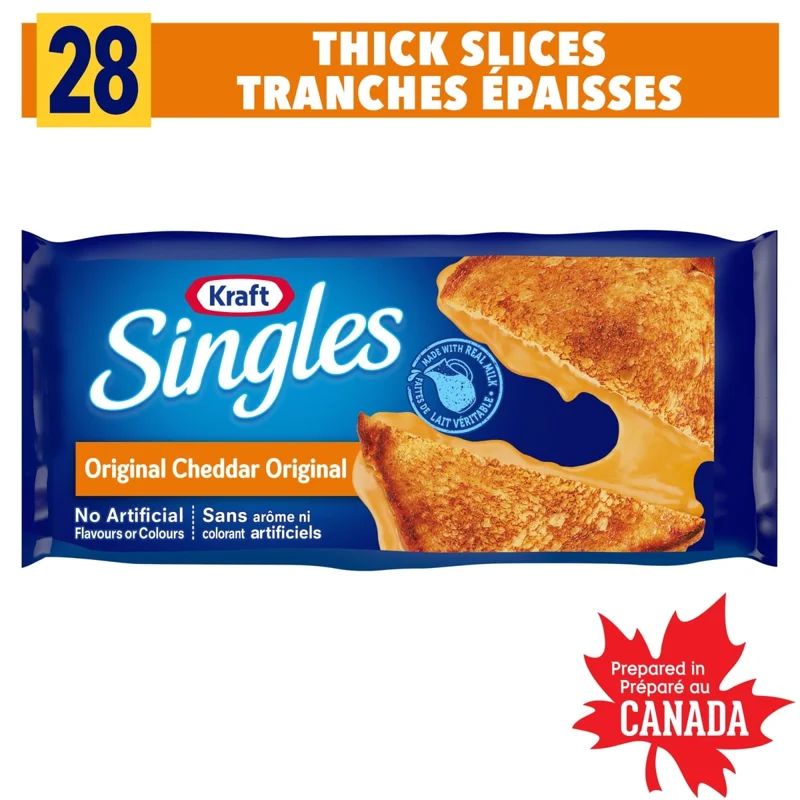 28
THICK SLICES
TRANCHES ÉPAISSES
Kraft
Singles
MADE WITH REAL MILK
FAITES DE LAIT VÉRITABLE
Original Cheddar Original
No Artificial
Flavours or Colours
Sans arôme ni
colorant artificiels
Prepared in
Préparé au
CANADA